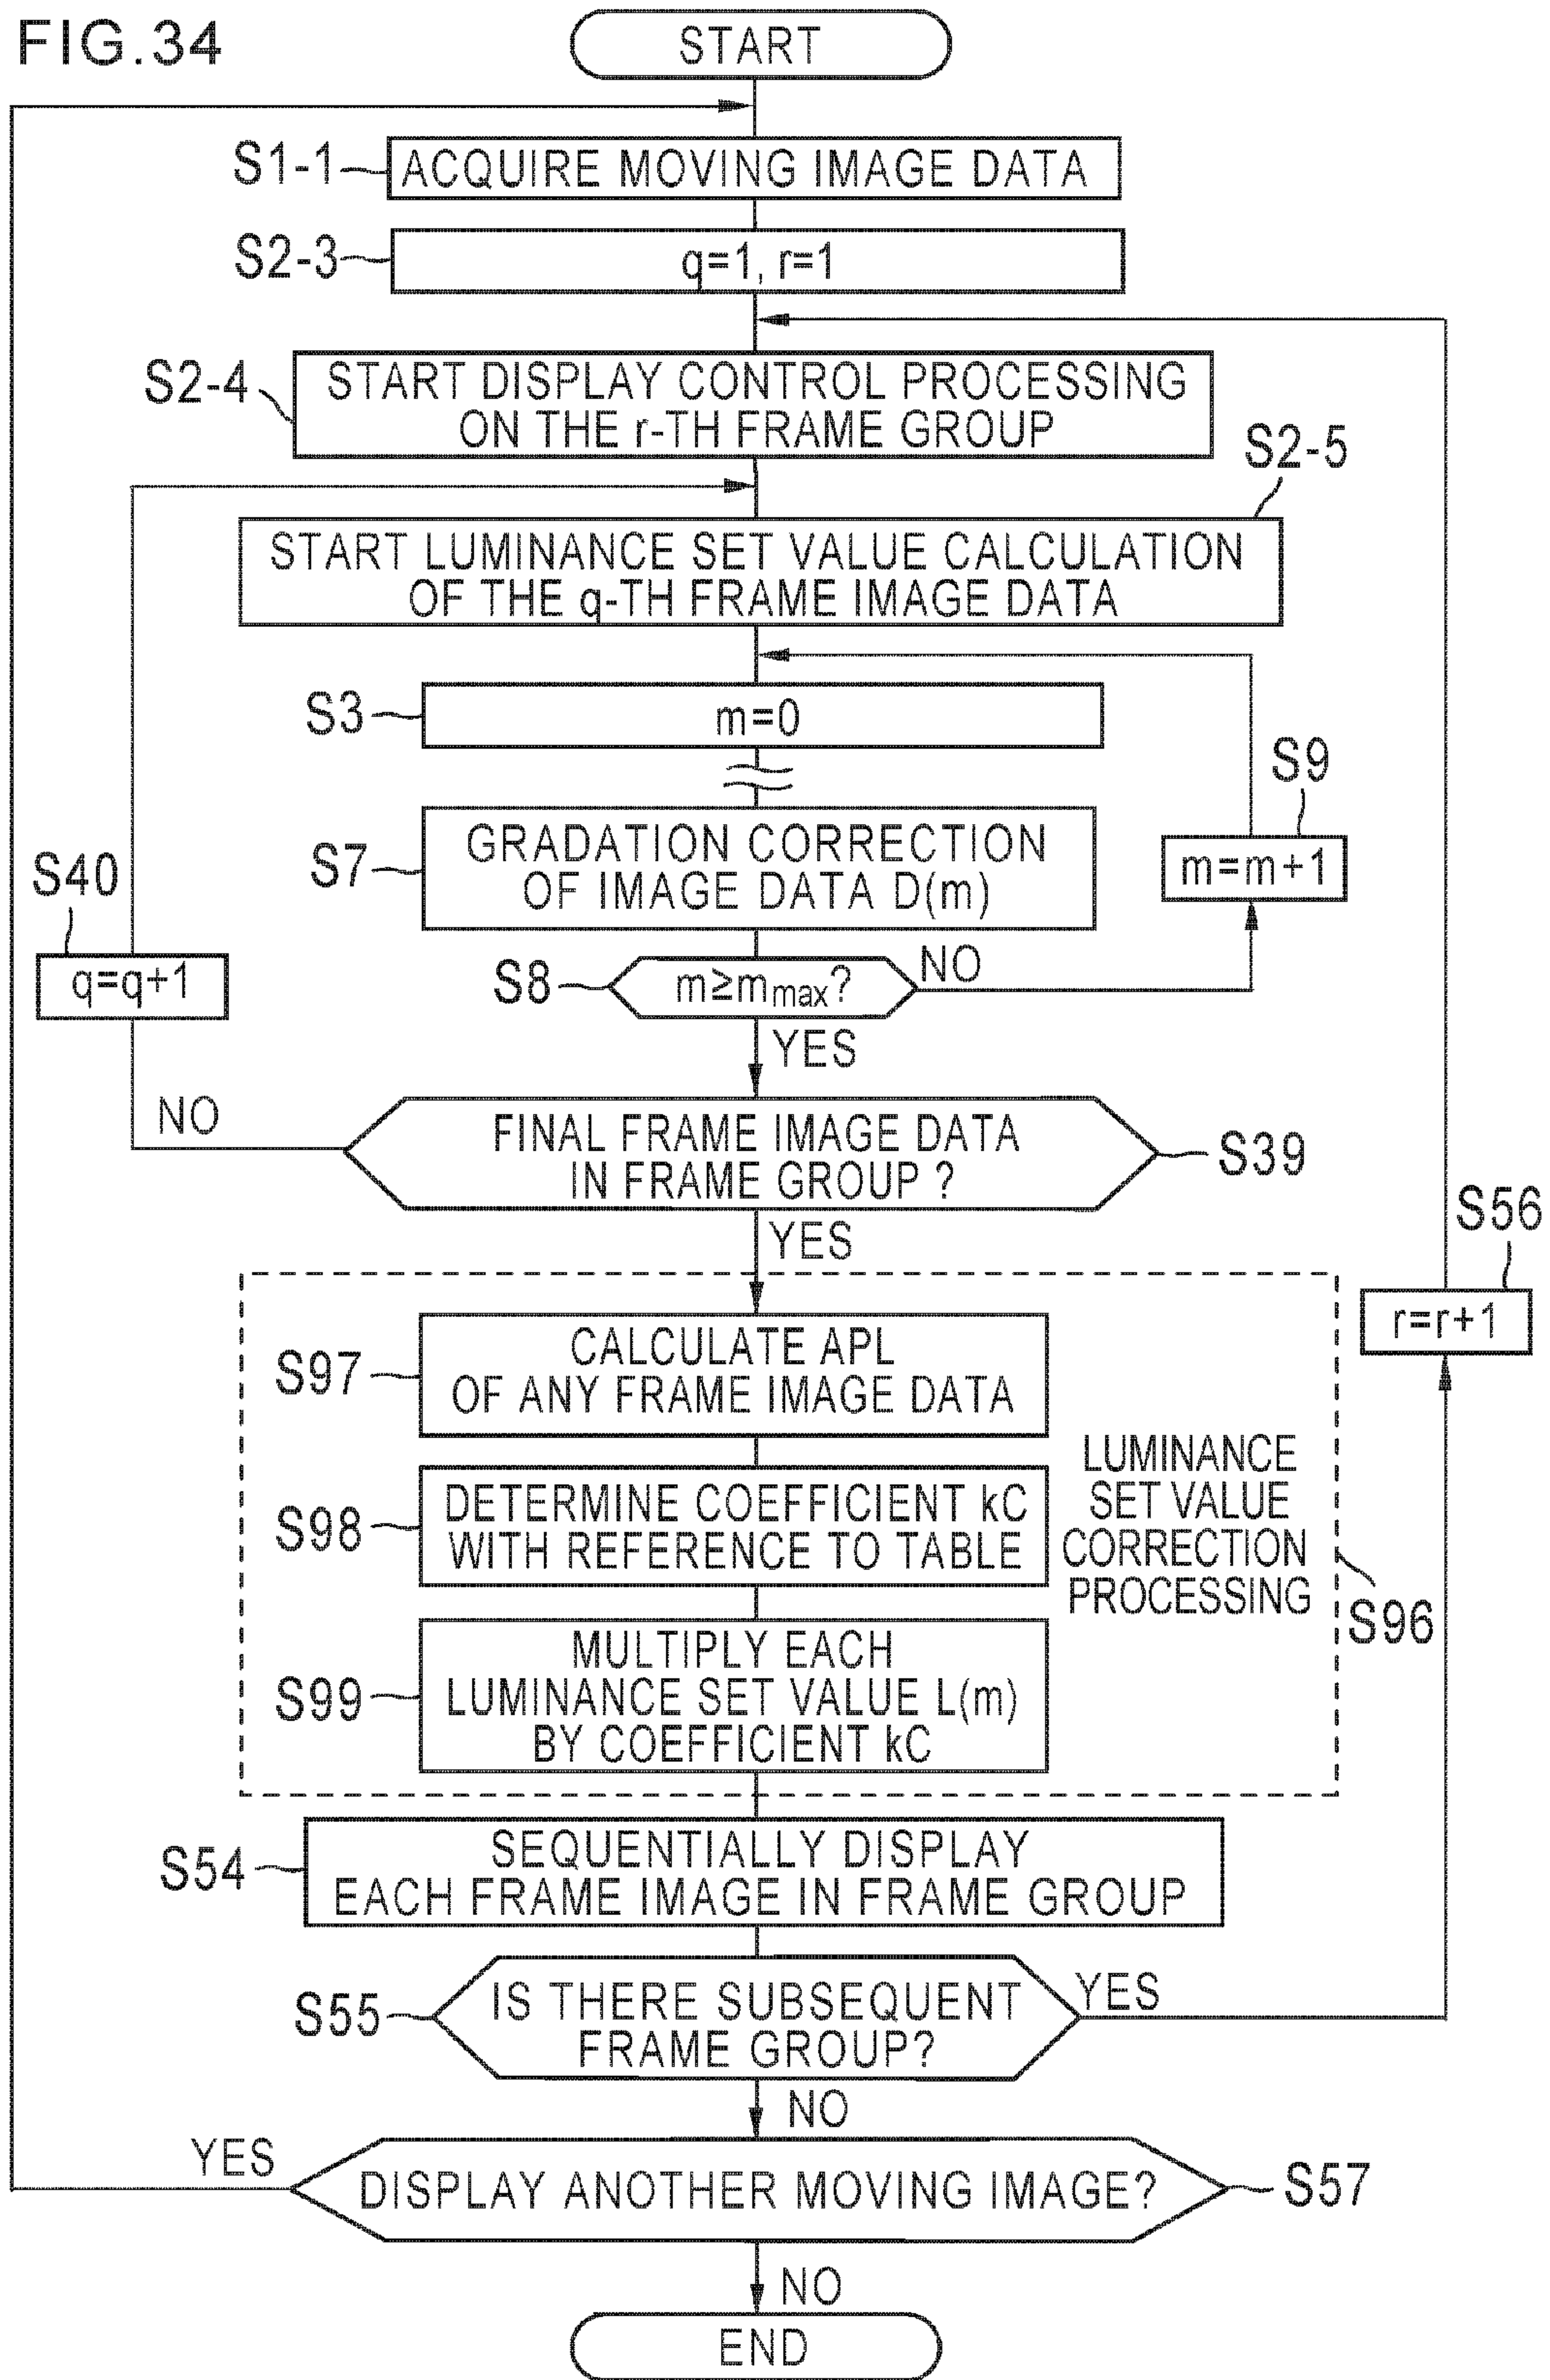 FIG.34
START
S1-1
ACQUIRE MOVING IMAGE DATA
S2-3
q=1, r=1
S2-4
START DISPLAY CONTROL PROCESSING
ON THE r-TH FRAME GROUP
S2-5
START LUMINANCE SET VALUE CALCULATION
OF THE q-TH FRAME IMAGE DATA
S3
m=0
S9
m=m+1
S7
GRADATION CORRECTION
OF IMAGE DATA D(m)
S40
q=q+1
S8
m≥mmax?
NO
YES
NO
FINAL FRAME IMAGE DATA
IN FRAME GROUP ?
S39
YES
S56
r=r+1
S97
CALCULATE APL
OF ANY FRAME IMAGE DATA
S98
DETERMINE COEFFICIENT kC
WITH REFERENCE TO TABLE
LUMINANCE
SET VALUE
CORRECTION
PROCESSING
S96
S99
MULTIPLY EACH
LUMINANCE SET VALUE L(m)
BY COEFFICIENT kC
S54
SEQUENTIALLY DISPLAY
EACH FRAME IMAGE IN FRAME GROUP
S55
IS THERE SUBSEQUENT
FRAME GROUP?
YES
NO
YES
DISPLAY ANOTHER MOVING IMAGE?
S57
NO
END